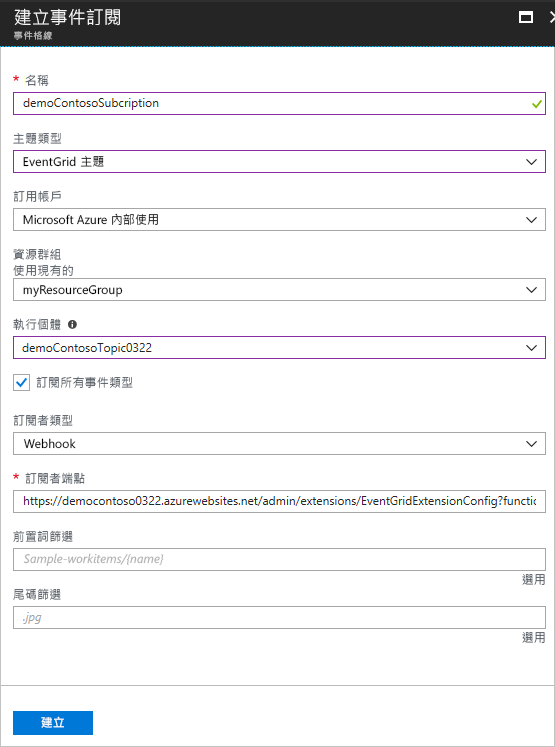 建立事件訂閱
事件格線
* 名稱
demoContosoSubcription
主題類型
EventGrid 主題
訂用帳戶
Microsoft Azure 內部使用
資源群組
使用現有的
myResourceGroup
執行個體
demoContosoTopic0322
訂閱所有事件類型
訂閱者類型
Webhook
* 訂閱者端點
https://democontoso0322.azurewebsites.net/admin/extensions/EventGridExtensionConfig?functic
前置詞篩選
Sample-workitems/{name}
選用
尾碼篩選
.jpg
選用
建立